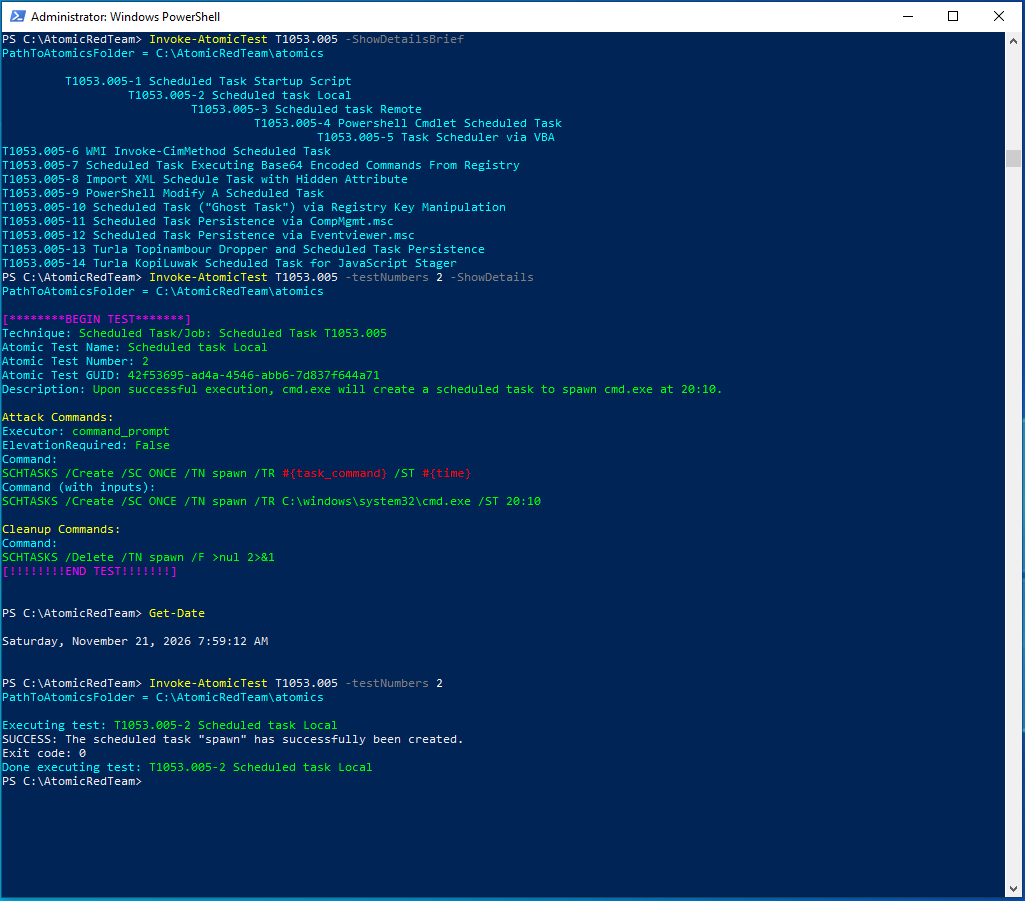 Administrator: Windows PowerShell
PS C:\AtomicRedTeam> Invoke-AtomicTest T1053.005 -ShowDetailsBrief
PathToAtomicsFolder = C:\AtomicRedTeam\atomics
T1053.005-1 Scheduled Task Startup Script
T1053.005-2 Scheduled task Local
T1053.005-3 Scheduled task Remote
T1053.005-4 Powershell Cmdlet Scheduled Task
T1053.005-5 Task Scheduler via VBA
T1053.005-6 WMI Invoke-CimMethod Scheduled Task
T1053.005-7 Scheduled Task Executing Base64 Encoded Commands From Registry
T1053.005-8 Import XML Schedule Task with Hidden Attribute
T1053.005-9 PowerShell Modify A Scheduled Task
T1053.005-10 Scheduled Task ("Ghost Task") via Registry Key Manipulation
T1053.005-11 Scheduled Task Persistence via CompMgmt.msc
T1053.005-12 Scheduled Task Persistence via Eventviewer.msc
T1053.005-13 Turla Topinambour Dropper and Scheduled Task Persistence
T1053.005-14 Turla KopiLuwak Scheduled Task for JavaScript Stager
PS C:\AtomicRedTeam> Invoke-AtomicTest T1053.005 -testNumbers 2 -ShowDetails
PathToAtomicsFolder = C:\AtomicRedTeam\atomics
[********BEGIN TEST*******]
Technique: Scheduled Task/Job: Scheduled Task T1053.005
Atomic Test Name: Scheduled task Local
Atomic Test Number: 2
Atomic Test GUID: 42f53695-ad4a-4546-abb6-7d837f644a71
Description: Upon successful execution, cmd.exe will create a scheduled task to spawn cmd.exe at 20:10.
Attack Commands:
Executor: command_prompt
ElevationRequired: False
Command:
SCHTASKS /Create /SC ONCE /TN spawn /TR #{task_command} /ST #{time}
Command (with inputs):
SCHTASKS /Create /SC ONCE /TN spawn /TR C:\windows\system32\cmd.exe /ST 20:10
Cleanup Commands:
Command:
SCHTASKS /Delete /TN spawn /F >nul 2>&1
[!!!!!!!!END TEST!!!!!!!]
PS C:\AtomicRedTeam> Get-Date
Saturday, November 21, 2026 7:59:12 AM
PS C:\AtomicRedTeam> Invoke-AtomicTest T1053.005 -testNumbers 2
PathToAtomicsFolder = C:\AtomicRedTeam\atomics
Executing test: T1053.005-2 Scheduled task Local
SUCCESS: The scheduled task "spawn" has successfully been created.
Exit code: 0
Done executing test: T1053.005-2 Scheduled task Local
PS C:\AtomicRedTeam>